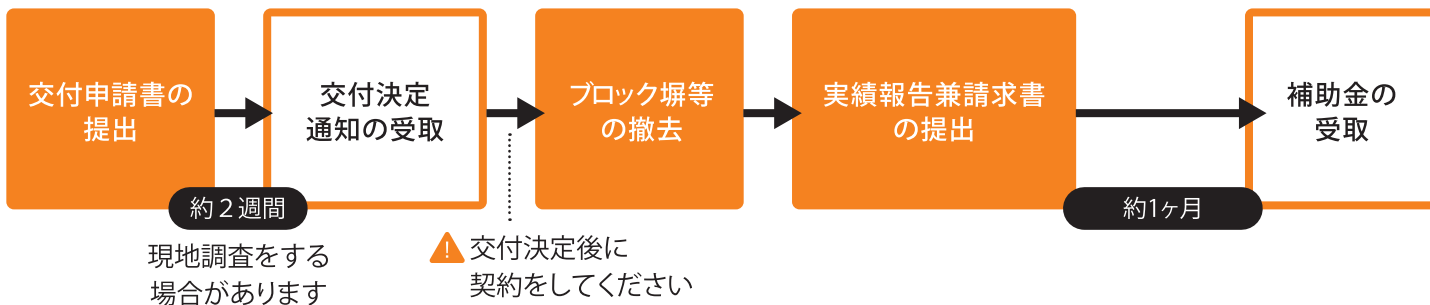 交付申請書の
提出
交付決定
通知の受取
ブロック塀等
の撤去
実績報告兼請求書
の提出
補助金の
受取
約2週間
約1ヶ月
現地調査をする
場合があります
交付決定後に
契約をしてください